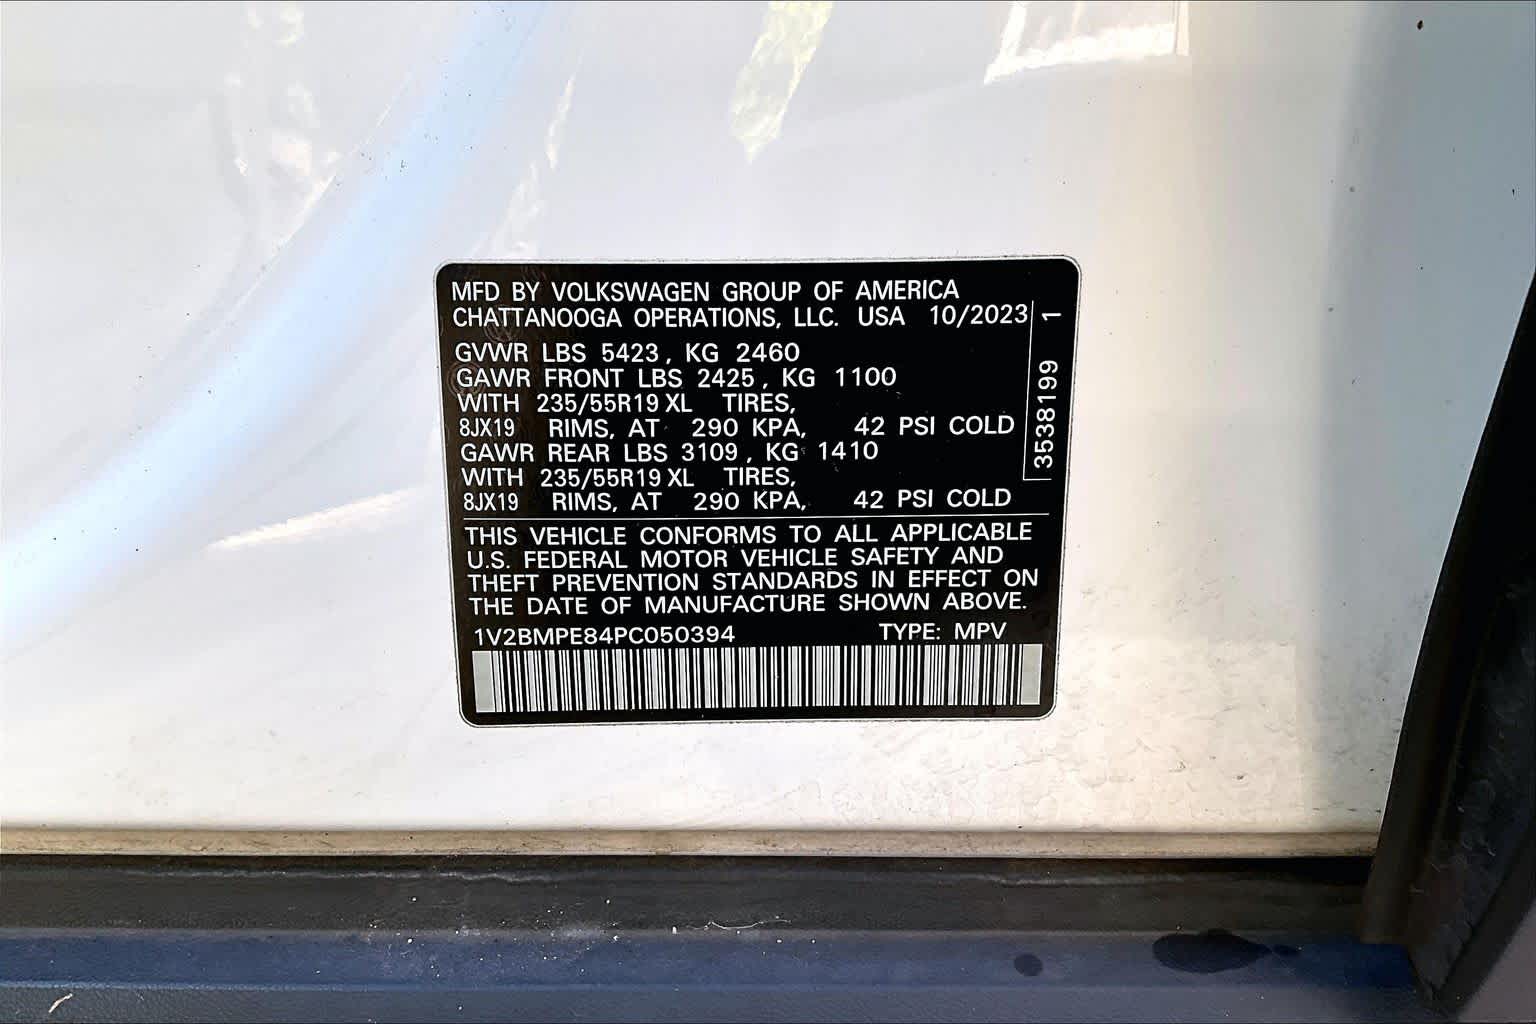 MFD BY VOLKSWAGEN GROUP OF AMERICA
CHATTANOOGA OPERATIONS, LLC. USA 10/2023
GVWR LBS 5423, KG 2460
GAWR FRONT LBS 2425, KG 1100
WITH 235/55R19 XL TIRES,
8JX19 RIMS, AT 290 KPA, 42 PSI COLD
GAWR REAR LBS 3109, KG 1410
WITH 235/55R19 XL TIRES,
8JX19 RIMS, AT 290 KPA, 42 PSI COLD
3538199 1
THIS VEHICLE CONFORMS TO ALL APPLICABLE
U.S. FEDERAL MOTOR VEHICLE SAFETY AND
THEFT PREVENTION STANDARDS IN EFFECT ON
THE DATE OF MANUFACTURE SHOWN ABOVE.
1V2BMPE84PC050394 TYPE: MPV